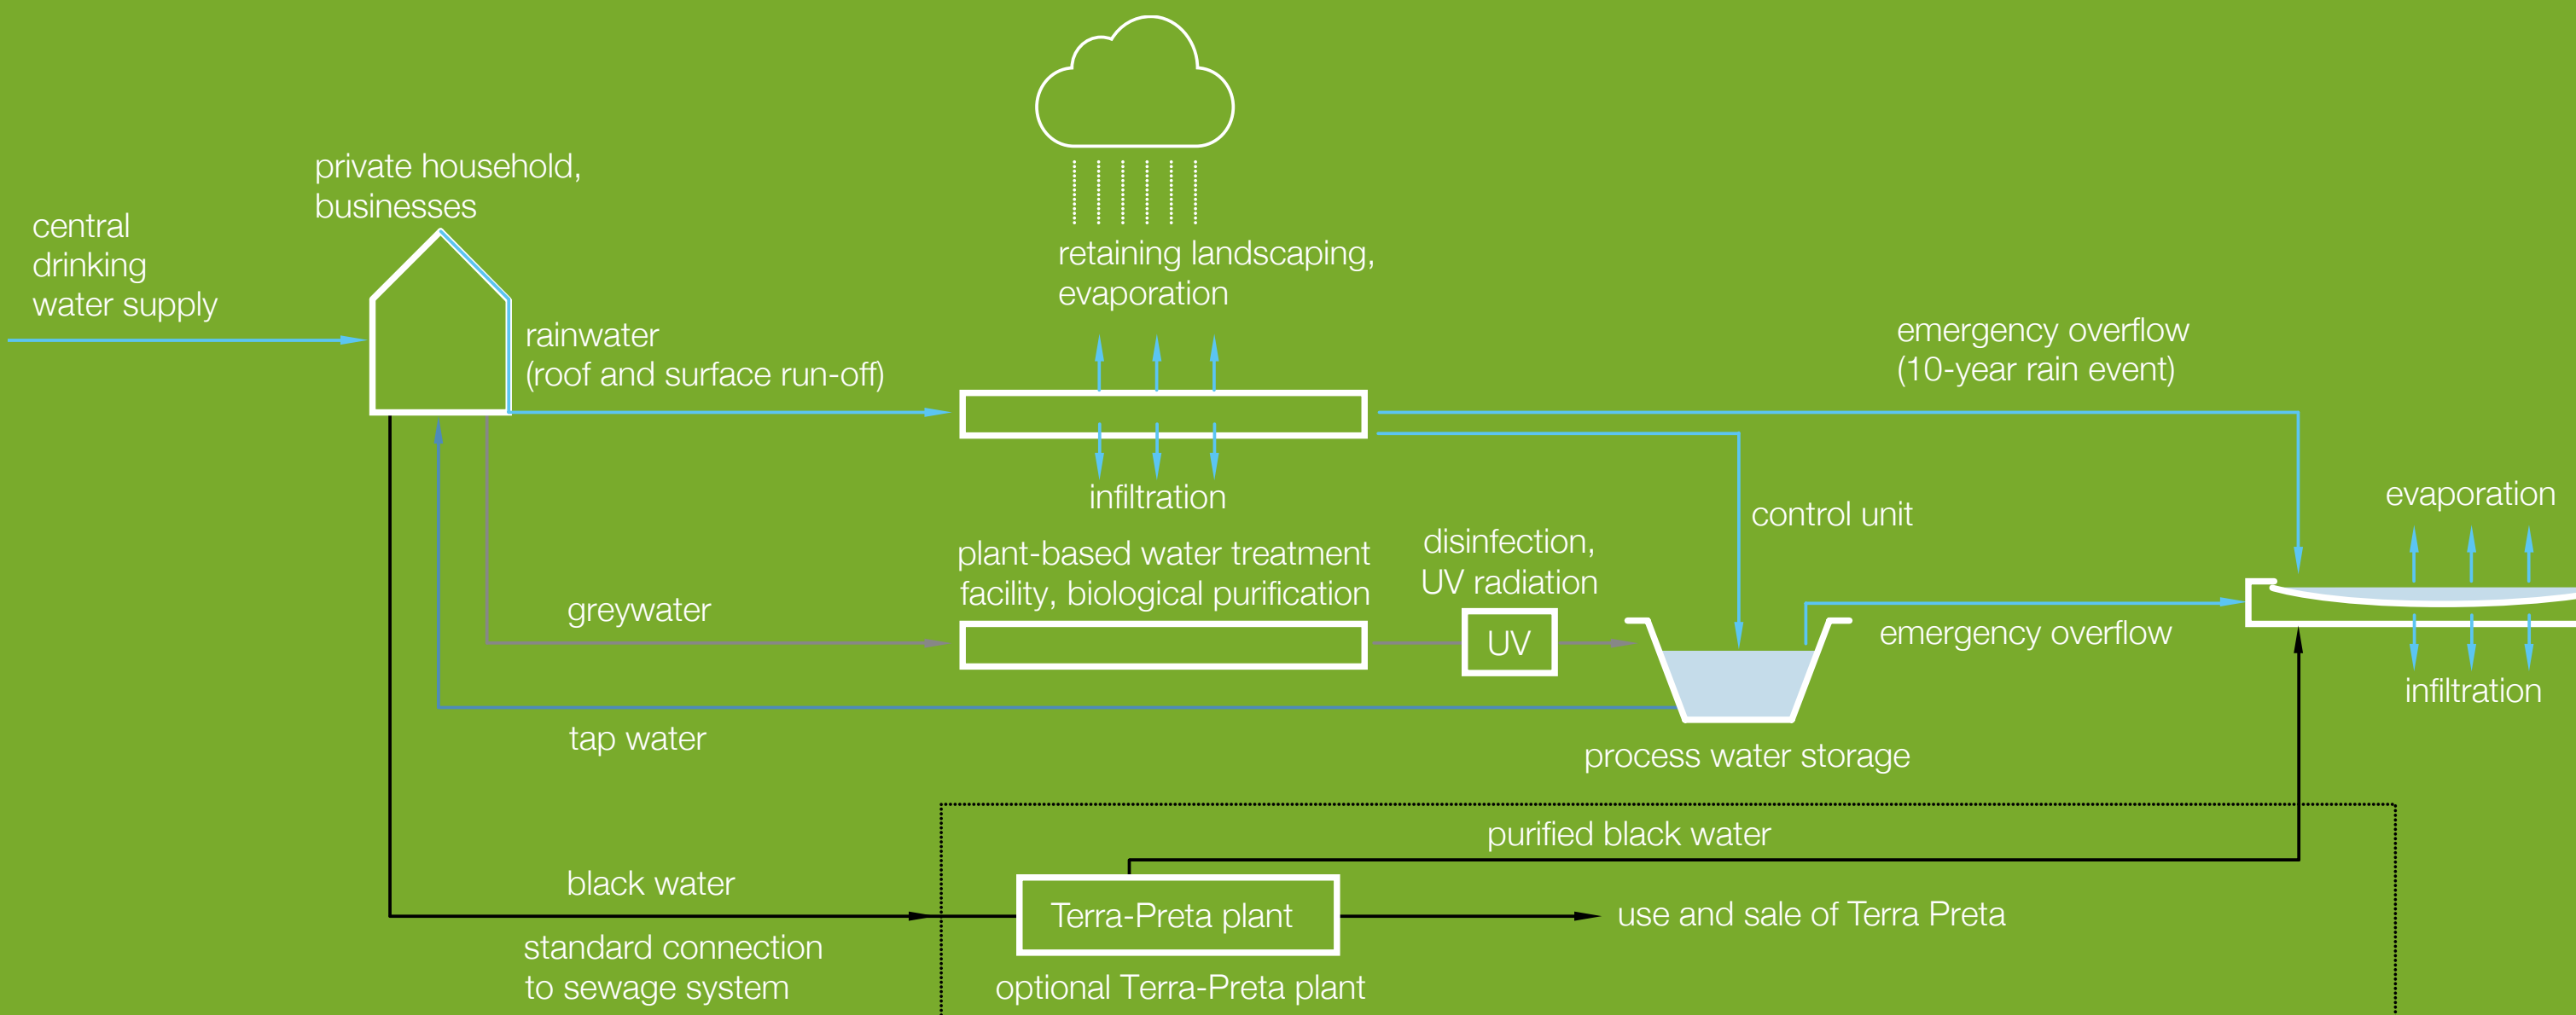 private household,
businesses
central
drinking
water supply
retaining landscaping,
evaporation
rainwater
(roof and surface run-off)
emergency overflow
(10-year rain event)
infiltration
evaporation
control unit
plant-based water treatment
facility, biological purification
disinfection,
UV radiation
greywater
UV
emergency overflow
infiltration
tap water
process water storage
purified black water
black water
Terra-Preta plant
use and sale of Terra Preta
standard connection
to sewage system
optional Terra-Preta plant